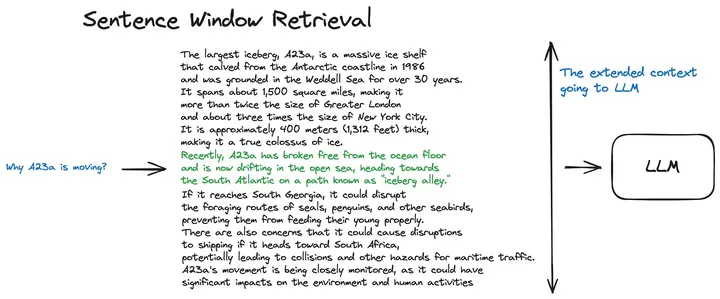 Sentence Window Retrieval
The largest iceberg, A23a, is a massive ice shelf
that calved from the Antarctic coastline in 1986
and was grounded in the Weddell Sea for over 30 years.
It spans about 1,500 square miles, making it
more than twice the size of Greater London
and about three times the size of New York City.
It is approximately 400 meters (1,312 feet) thick,
making it a true colossus of ice.
Recently, A23a has broken free from the ocean floor
and is now drifting in the open sea, heading towards
the South Atlantic on a path known as "iceberg alley."
If it reaches South Georgia, it could disrupt
the foraging routes of seals, penguins, and other seabirds,
preventing them from feeding their young properly.
There are also concerns that it could cause disruptions
to shipping if it heads toward South Africa,
potentially leading to collisions and other hazards for maritime traffic.
A23a's movement is being closely monitored, as it could have
significant impacts on the environment and human activities
Why A23a is moving?
The extended context
going to LLM
LLM